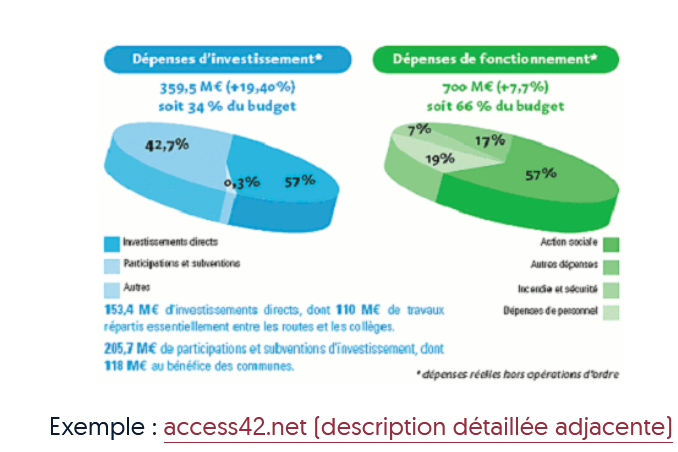 Dépenses d'investissement*
359,5 M€ (+19,40%)
soit 34 % du budget
42,7%
0,3%
57%
Investissements directs
Participations et subventions
Autres
153,4 M€ d'investissements directs, dont 110 M€ de travaux
répartis essentiellement entre les routes et les collèges.
205,7 M€ de participations et subventions d'investissement, dont
118 M€ au bénéfice des communes.
Dépenses de fonctionnement*
700 M€ (+7,7%)
soit 66 % du budget
7%
17%
19%
57%
Action sociale
Autres dépenses
Incendie et sécurité
Dépenses de personnel
*dépenses réelles hors opérations d'ordre
Exemple : access42.net (description détaillée adjacente)